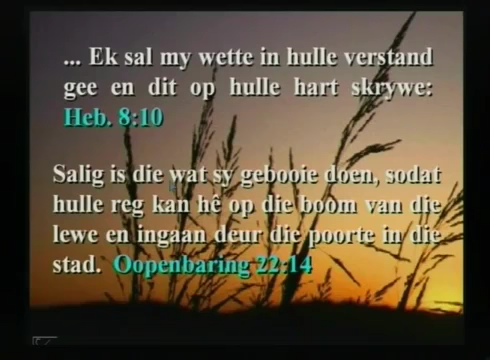 ... Ek sal my wette in hulle verstand
gee en dit op hulle hart skrywe:
Heb. 8:10
Salig is die wat sy gebooie doen, sodat
hulle reg kan hê op die boom van die
lewe en ingaan deur die poorte in die
stad. Oopenbaring 22:14